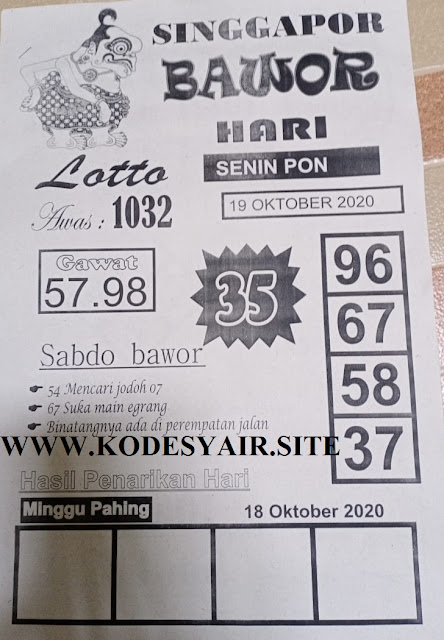 SINGGAPOR
BAWOR
HARI
SENIN PON
Lotto
19 OKTOBER 2020
Awas : 1032
Gawat
57.98
35
96
67
58
37
Sabdo bawor
54 Mencari jodoh 07
67 Suka main egrang
Binatangnya ada di perempatan jalan
WWW.KODESYAIR.SITE
Hasil Penarikan Hari
Minggu Pahing
18 Oktober 2020